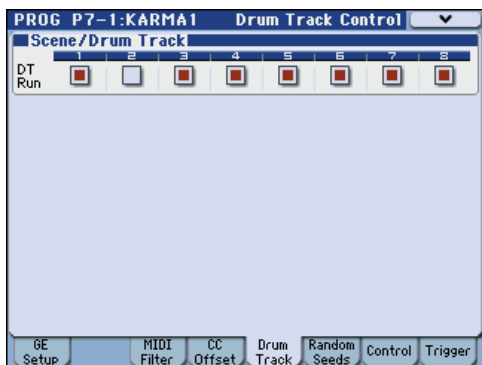 PROG P7-1:KARMA1 Drum Track Control
Scene/Drum Track
1 2 3 4 5 6 7 8
DT
Run
GE Setup
MIDI Filter
CC Offset
Drum Track
Random Seeds
Control
Trigger